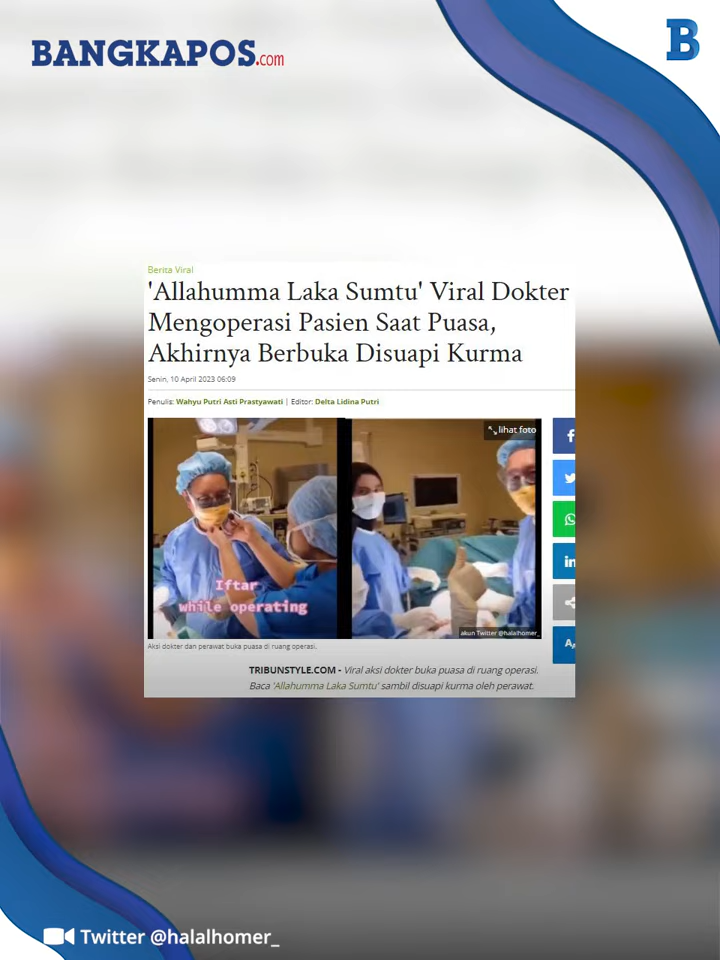 BANGKAPOS.com
B
Berita Viral
'Allahumma Laka Sumtu' Viral Dokter
Mengoperasi Pasien Saat Puasa,
Akhirnya Berbuka Disuapi Kurma
Senin, 10 April 2023 06:09
Penulis: Wahyu Putri Asti Prastyawati | Editor: Delta Lidina Putri
lihat foto
Iftar
while operating
akun Twitter @halalhomer_
Aksi dokter dan perawat buka puasa di ruang operasi.
TRIBUNSTYLE.COM - Viral aksi dokter buka puasa di ruang operasi.
Baca 'Allahumma Laka Sumtu' sambil disuapi kurma oleh perawat.
Twitter @halalhomer_